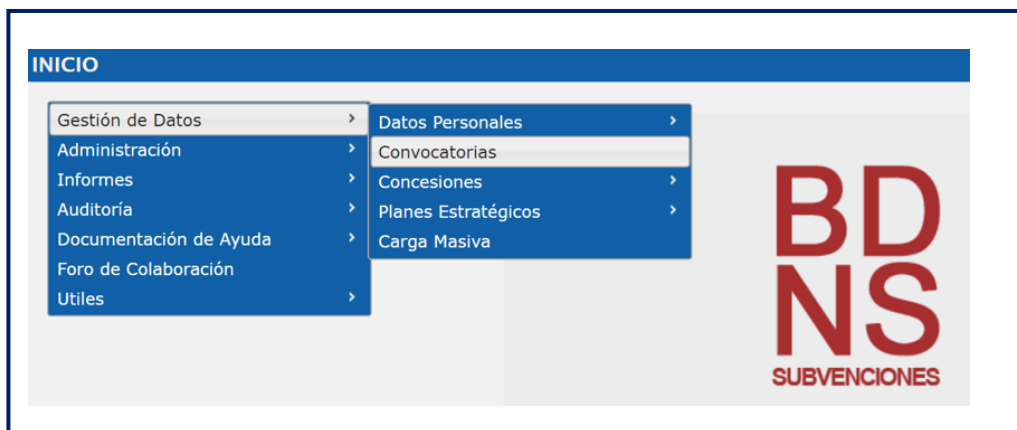 INICIO
Gestión de Datos
Administración
Informes
Auditoría
Documentación de Ayuda
Foro de Colaboración
Utiles
Datos Personales
Convocatorias
Concesiones
Planes Estratégicos
Carga Masiva
BD
NS
SUBVENCIONES